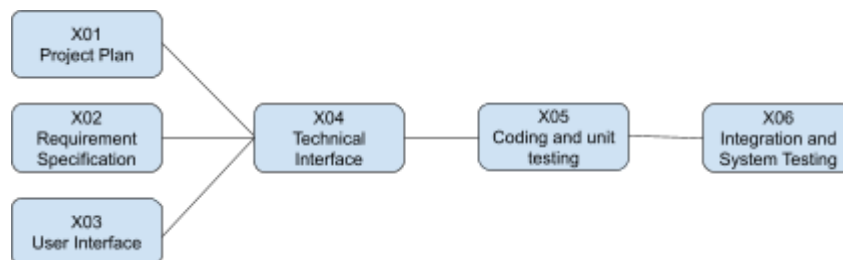 X01
Project Plan
X02
Requirement
Specification
X03
User Interface
X04
Technical
Interface
X05
Coding and unit
testing
X06
Integration and
System Testing